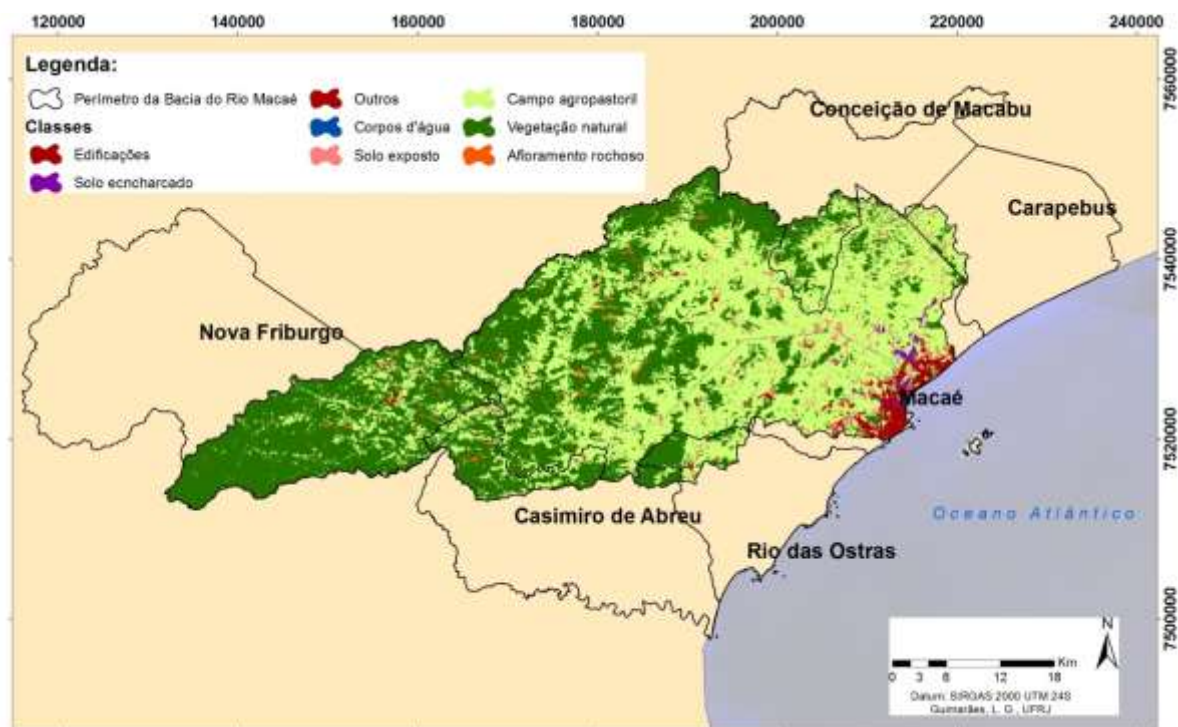 120000 140000 160000 180000 200000 220000 240000
Legenda:
Perímetro da Bacia do Rio Macaé
Classes
Edificações
Solo ecncharcado
Outros
Corpos d'água
Solo exposto
Campo agropastoril
Vegetação natural
Afloramento rochoso
7560000
Conceição de Macabu
Carapebus
7540000
Nova Friburgo
Macaé
7520000
Casimiro de Abreu
Oceano Atlântico
Rio das Ostras
7500000
N
Km
0 3 6 12 18
Datum: SIRGAS 2000 UTM 24S
Guimarães, L. G., UFRJ